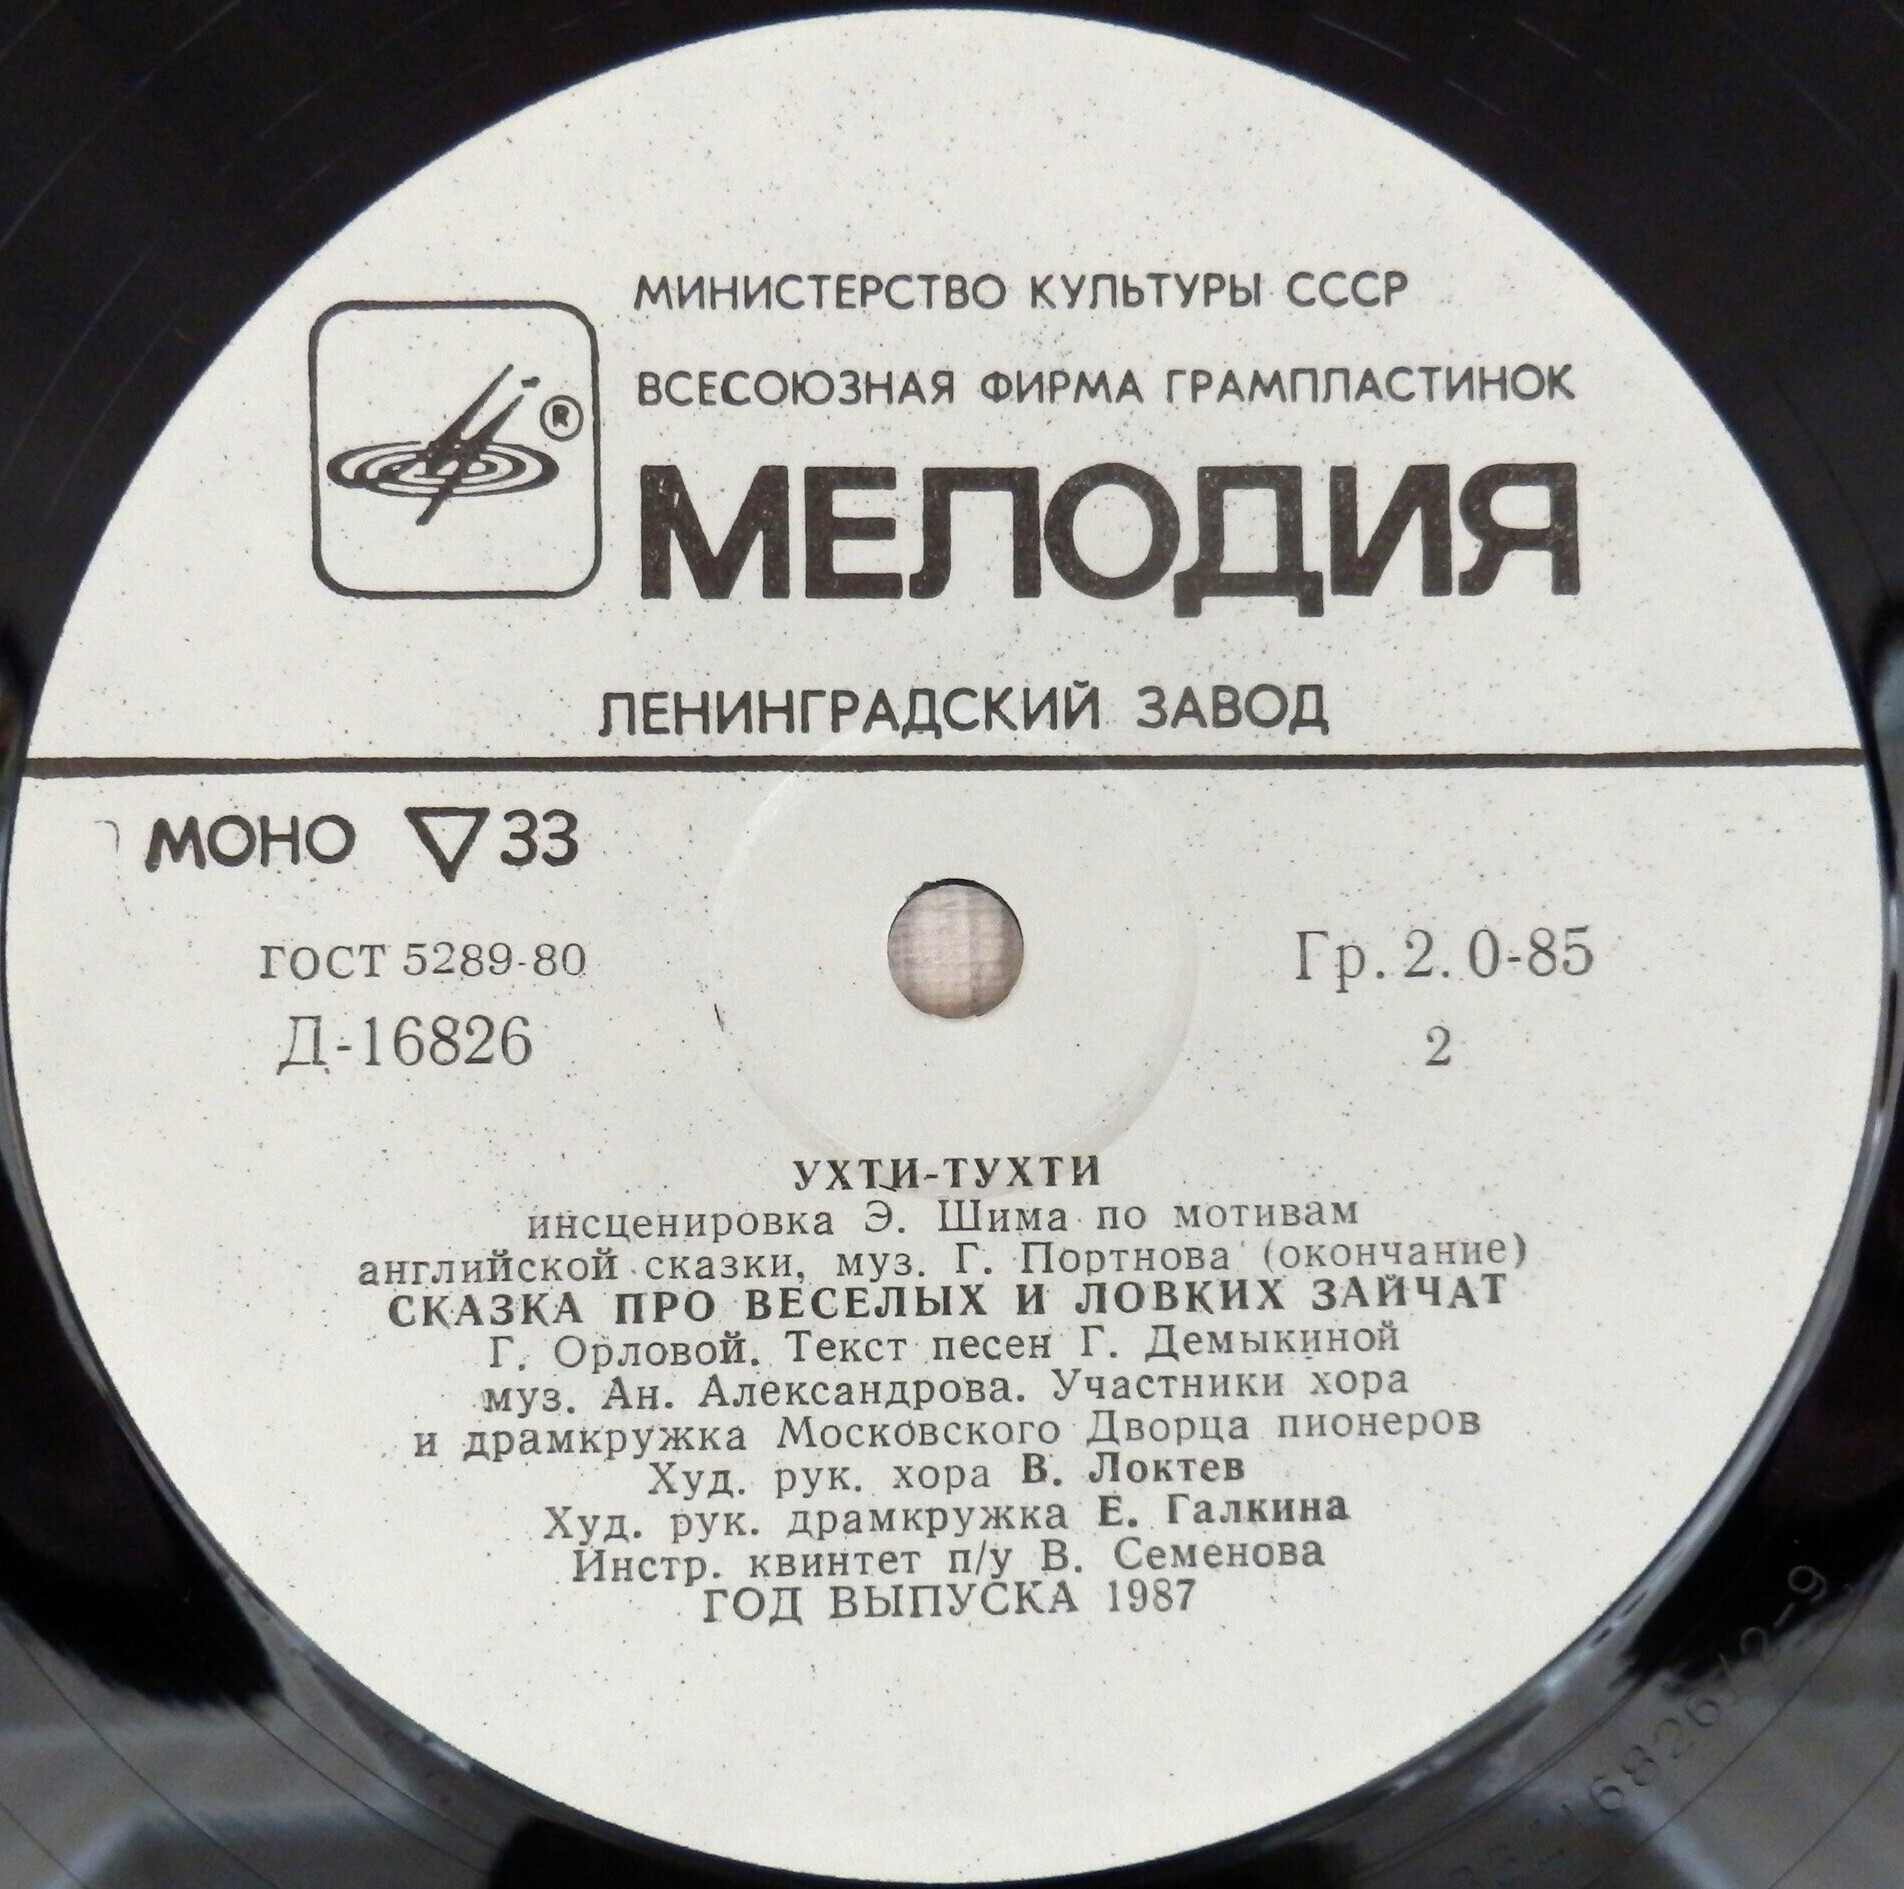 МИНИСТЕРСТВО КУЛЬТУРЫ СССР
ВСЕСОЮЗНАЯ ФИРМА ГРАМПЛАСТИНОК
®
МЕЛОДИЯ
ЛЕНИНГРАДСКИЙ ЗАВОД
МОНО ▽ 33
ГОСТ 5289-80
Гр. 2. 0-85
Д-16826
2
УХТИ-ТУХТИ
инсценировка Э. Шима по мотивам
английской сказки, муз. Г. Портнова (окончание)
СКАЗКА ПРО ВЕСЕЛЫХ И ЛОВКИХ ЗАЙЧАТ
Г. Орловой. Текст песен Г. Демыкиной
муз. Ан. Александрова. Участники хора
и драмкружка Московского Дворца пионеров
Худ. рук. хора В. Локтев
Худ. рук. драмкружка Е. Галкина
Инстр. квинтет п/у В. Семенова
ГОД ВЫПУСКА 1987